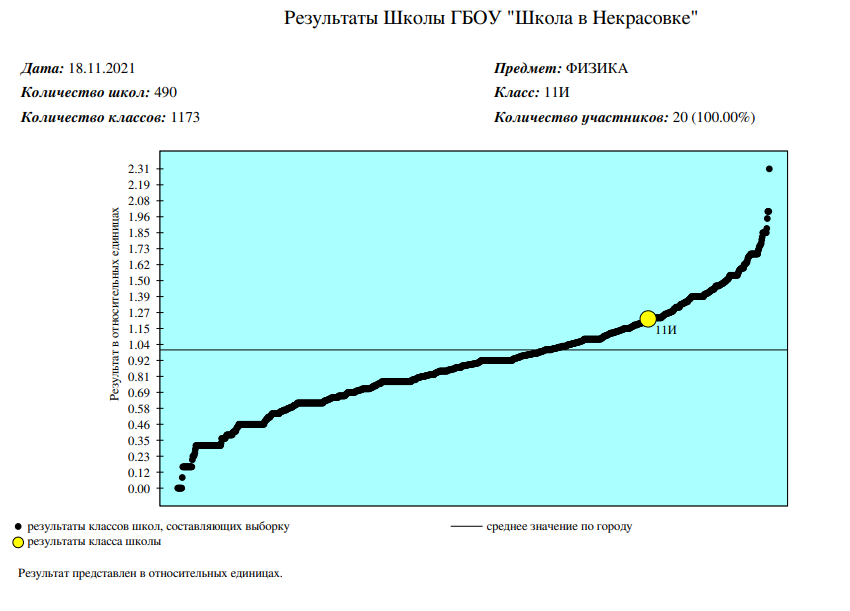 Результаты Школы ГБОУ "Школа в Некрасовке"
Дата: 18.11.2021
Предмет: ФИЗИКА
Количество школ: 490
Класс: 11И
Количество классов: 1173
Количество участников: 20 (100.00%)
Результат в относительных единицах
2.31
2.19
2.08
1.96
1.85
1.73
1.62
1.50
1.39
1.27
1.15
1.04
0.92
0.81
0.69
0.58
0.46
0.35
0.23
0.12
0.00
11И
результаты классов школ, составляющих выборку
среднее значение по городу
результаты класса школы
Результат представлен в относительных единицах.